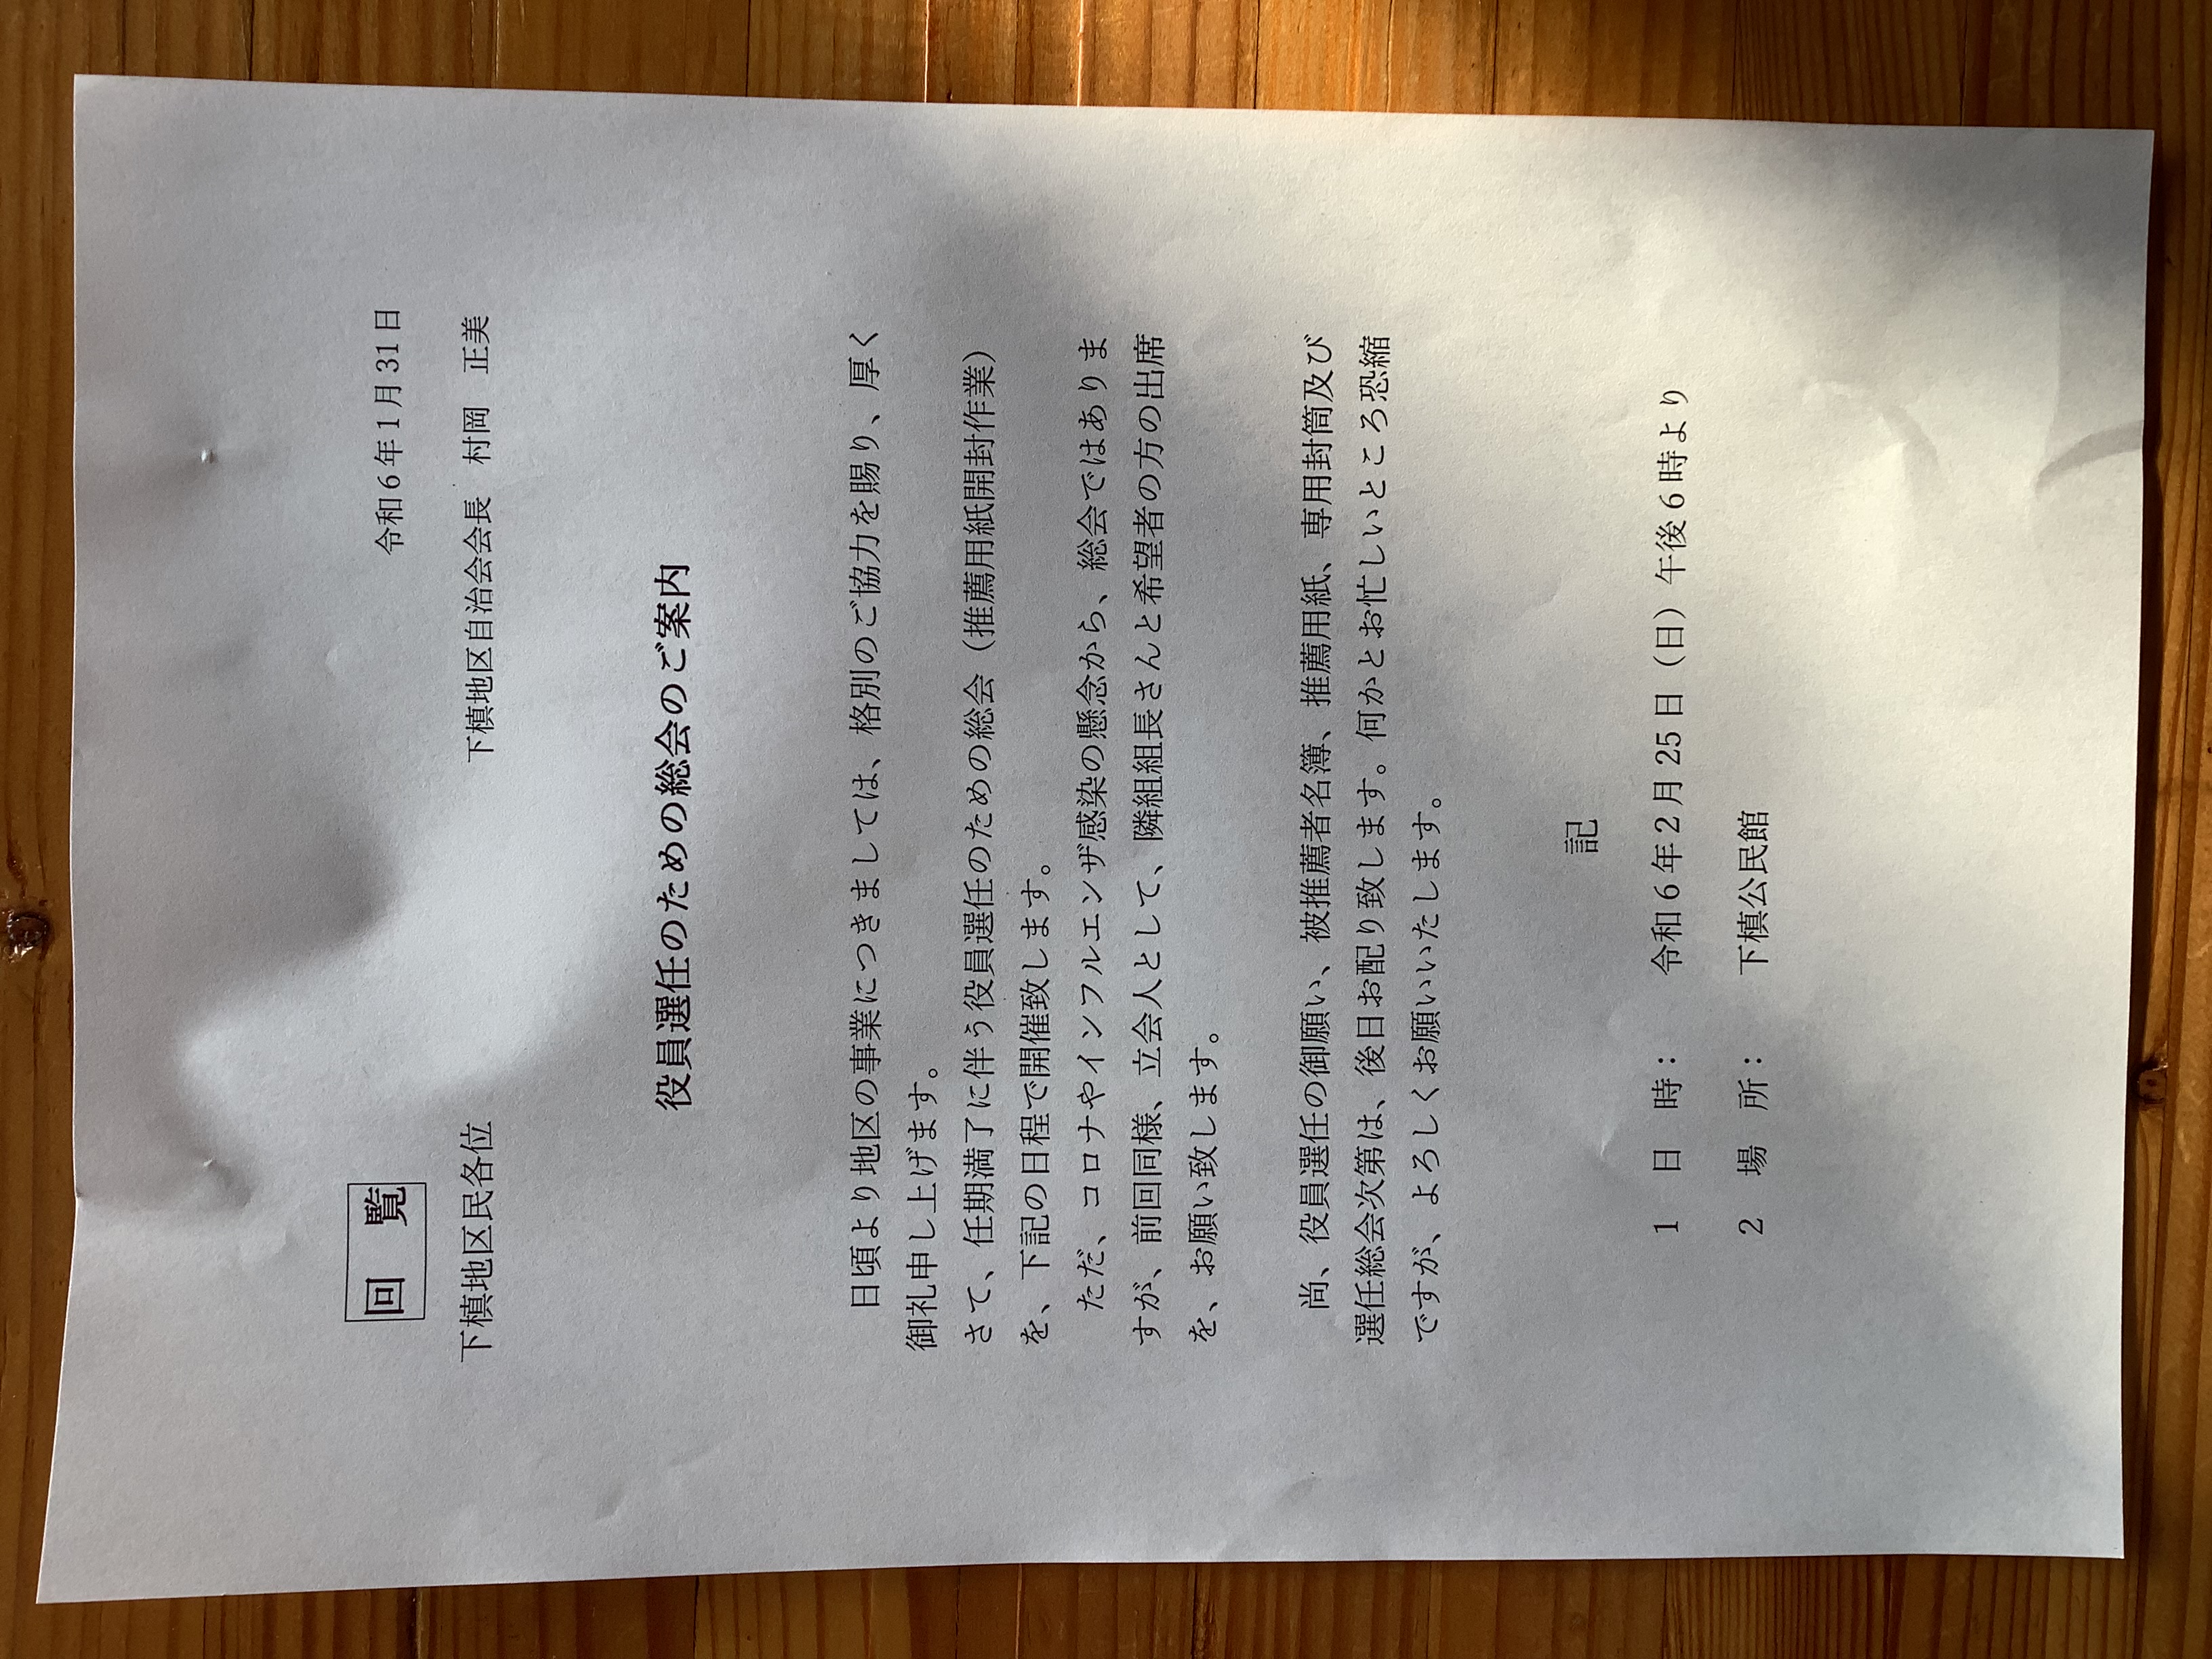 回　覧
令和6年1月31日
下槙地区民各位
下槙地区自治会会長　村岡　正美
役員選任のための総会のご案内
日頃より地区の事業につきましては、格別のご協力を賜り、厚く
御礼申し上げます。
さて、任期満了に伴う役員選任のための総会（推薦用紙開封作業）
を、下記の日程で開催致します。
ただ、コロナやインフルエンザ感染の懸念から、総会ではありま
すが、前回同様、立会人として、隣組組長さんと希望者の方の出席
を、お願い致します。
尚、役員選任の御願い、被推薦者名簿、推薦用紙、専用封筒及び
選任総会次第は、後日お配り致します。何かとお忙しいところ恐縮
ですが、よろしくお願いいたします。
記
1　日　時：　令和6年2月25日（日）午後6時より
2　場　所：　下槙公民館